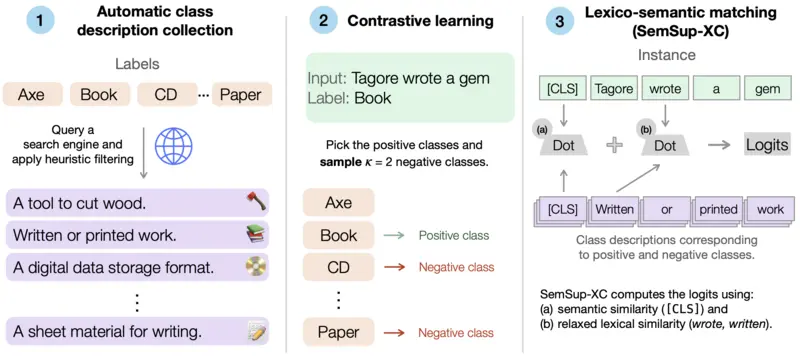 1
Automatic class
description collection
Labels
Axe
Book
CD
...
Paper
Query a
search engine and
apply heuristic filtering
A tool to cut wood.
Written or printed work.
A digital data storage format.
⋮
A sheet material for writing.
2
Contrastive learning
Input: Tagore wrote a gem
Label: Book
Pick the positive classes and
sample κ = 2 negative classes.
Axe
Book → Positive class
CD → Negative class
⋮
Paper → Negative class
3
Lexico-semantic matching
(SemSup-XC)
Instance
[CLS] Tagore wrote a gem
(a) Dot + (b) Dot → Logits
[CLS] Written or printed work
Class descriptions corresponding
to positive and negative classes.
SemSup-XC computes the logits using:
(a) semantic similarity ([CLS]) and
(b) relaxed lexical similarity (wrote, written).